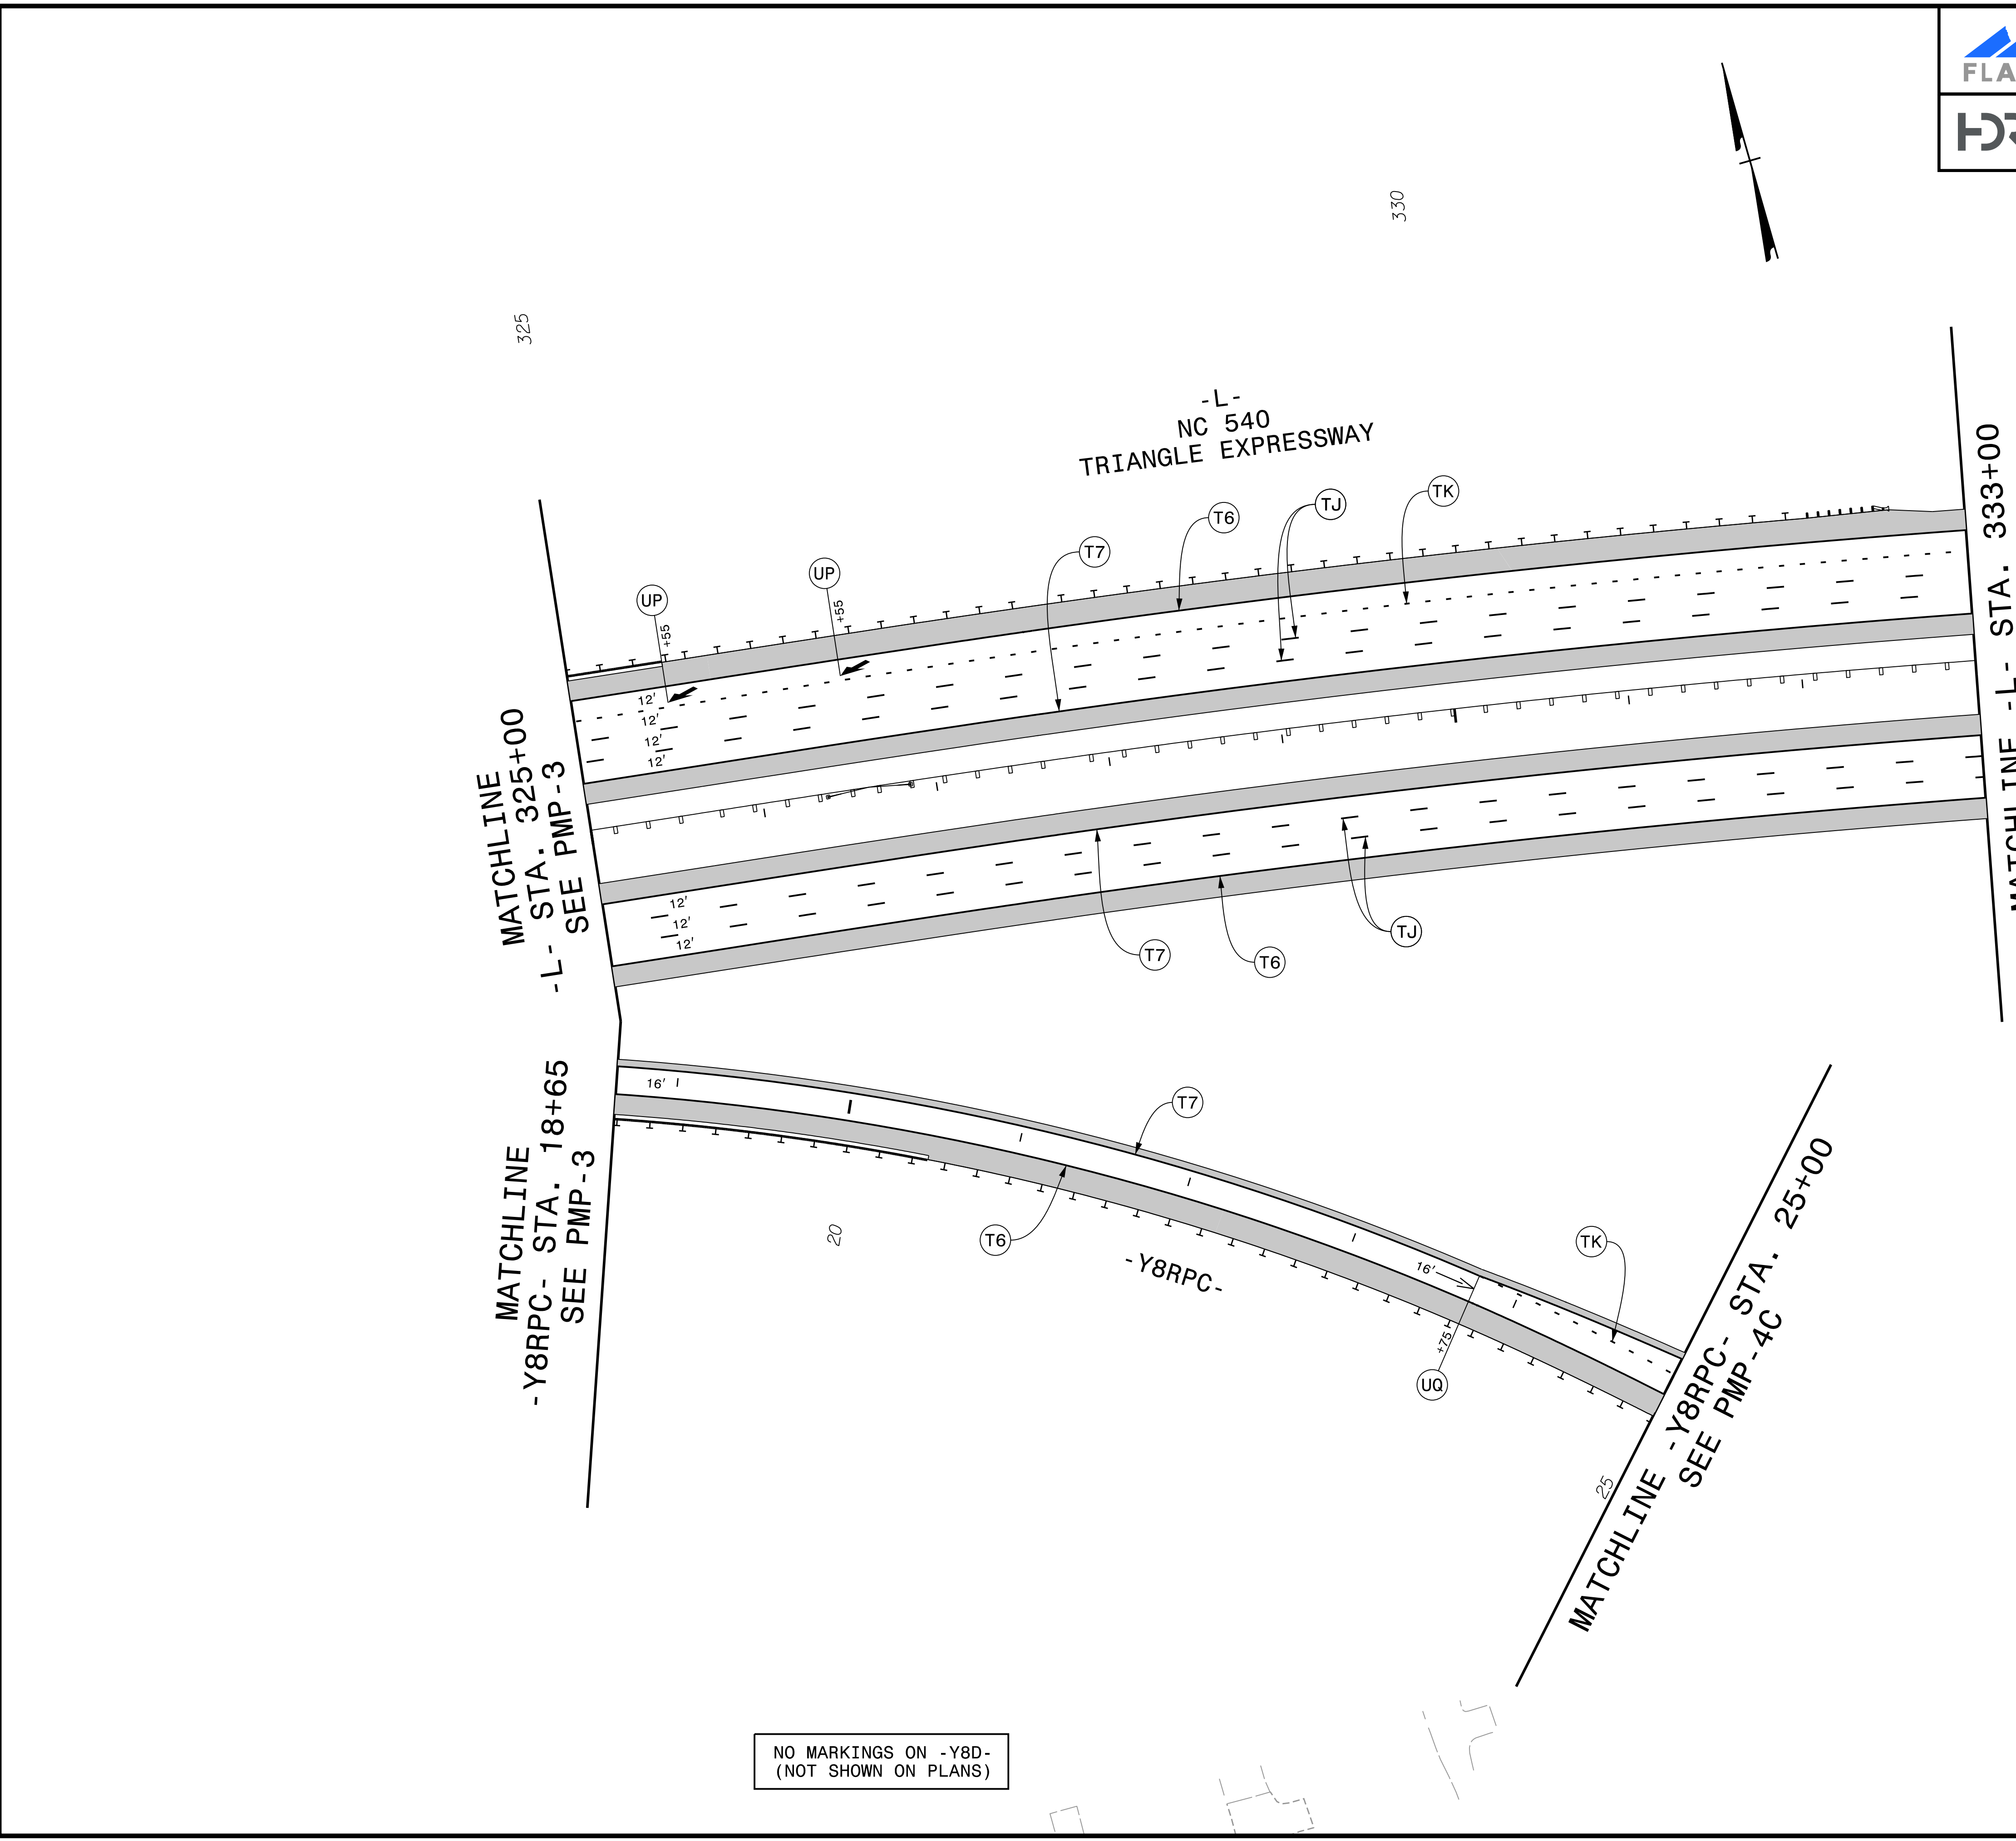 FLA
HDR
330
325
-L-
NC 540
TRIANGLE EXPRESSWAY
TK
TJ
T6
T7
UP
UP
+55
+55
12'
12'
12'
12'
MATCHLINE
-L- STA. 325+00
SEE PMP-3
MATCHLINE -L- STA. 333+00
12'
12'
12'
T7
T6
TJ
MATCHLINE
-Y8RPC- STA. 18+65
SEE PMP-3
16'
T7
20
T6
-Y8RPC-
16'
TK
+75
UQ
25
MATCHLINE -Y8RPC- STA. 25+00
SEE PMP-4C
NO MARKINGS ON -Y8D-
(NOT SHOWN ON PLANS)